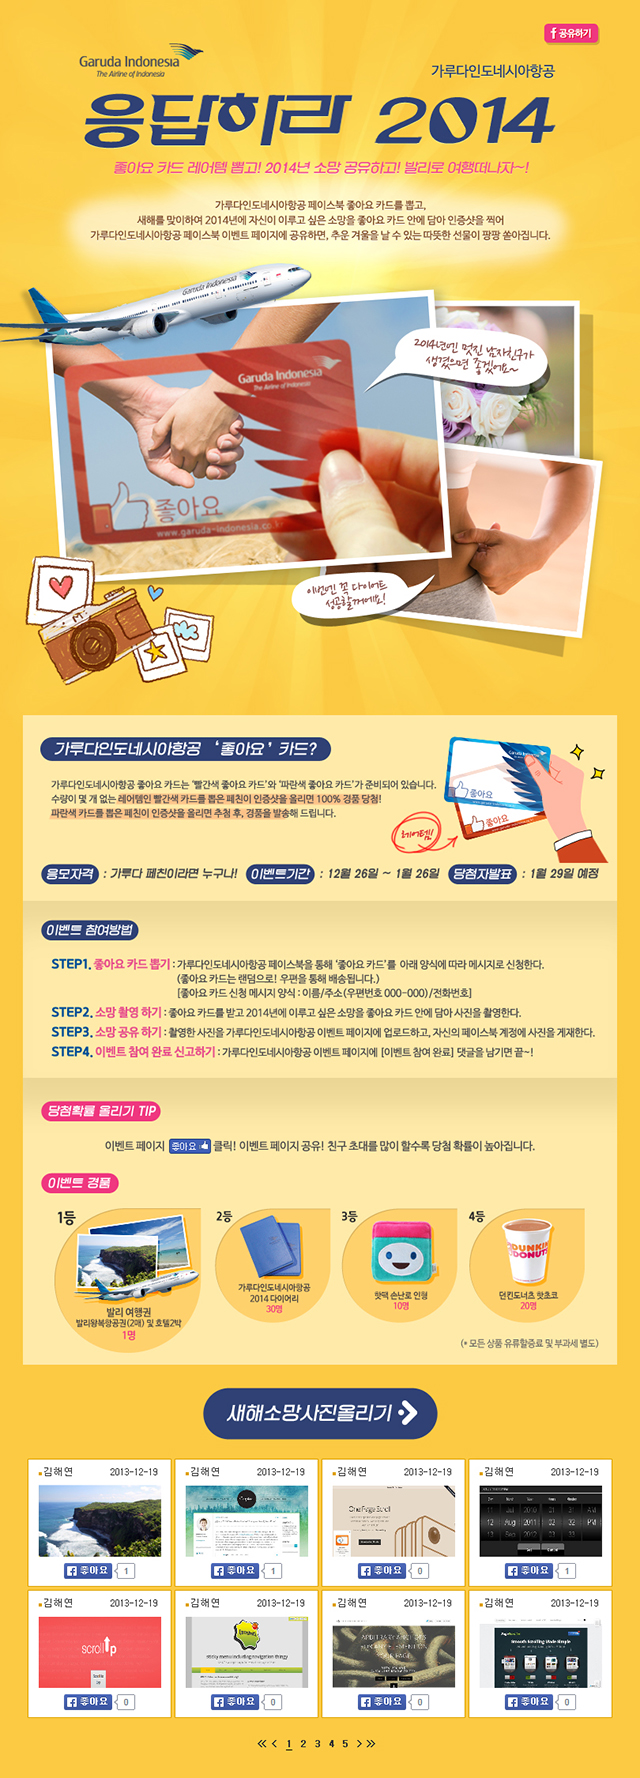 공유하기
Garuda Indonesia
The Airline of Indonesia
가루다인도네시아항공
응답하라 2014
좋아요 카드 레어템 뽑고! 2014년 소망 공유하고! 발리로 여행떠나자~!
가루다인도네시아항공 페이스북 좋아요 카드를 뽑고,
새해를 맞이하여 2014년에 자신이 이루고 싶은 소망을 좋아요 카드 안에 담아 인증샷을 찍어
가루다인도네시아항공 페이스북 이벤트 페이지에 공유하면, 추운 겨울을 날 수 있는 따뜻한 선물이 팡팡 쏟아집니다.
Garuda Indonesia
2014년엔 멋진 남자친구가
생겼으면 좋겠어요~
Garuda Indonesia
The Airline of Indonesia
좋아요
www.garuda-indonesia.co.kr
이번엔 꼭 다이어트
성공할꺼에요!
가루다인도네시아항공 '좋아요' 카드?
가루다인도네시아항공 좋아요 카드는 '빨간색 좋아요 카드'와 '파란색 좋아요 카드'가 준비되어 있습니다.
수량이 몇 개 없는 레어템인 빨간색 카드를 뽑은 페친이 인증샷을 올리면 100% 경품 당첨!
파란색 카드를 뽑은 페친이 인증샷을 올리면 추첨 후, 경품을 발송해 드립니다.
Garuda Indonesia
좋아요
좋아요
레어템!
응모자격 : 가루다 페친이라면 누구나! 이벤트기간 : 12월 26일 ~ 1월 26일 당첨자발표 : 1월 29일 예정
이벤트 참여방법
STEP1. 좋아요 카드 뽑기 : 가루다인도네시아항공 페이스북을 통해 '좋아요 카드'를 아래 양식에 따라 메시지로 신청한다.
(좋아요 카드는 랜덤으로! 우편을 통해 배송됩니다.)
[좋아요 카드 신청 메시지 양식 : 이름/주소(우편번호 000-000)/전화번호]
STEP2. 소망 촬영 하기 : 좋아요 카드를 받고 2014년에 이루고 싶은 소망을 좋아요 카드 안에 담아 사진을 촬영한다.
STEP3. 소망 공유 하기 : 촬영한 사진을 가루다인도네시아항공 이벤트 페이지에 업로드하고, 자신의 페이스북 계정에 사진을 게재한다.
STEP4. 이벤트 참여 완료 신고하기 : 가루다인도네시아항공 이벤트 페이지에 [이벤트 참여 완료] 댓글을 남기면 끝~!
당첨확률 올리기 TIP
이벤트 페이지 좋아요 클릭! 이벤트 페이지 공유! 친구 초대를 많이 할수록 당첨 확률이 높아집니다.
이벤트 경품
1등
2등
3등
4등
DUNKIN'
DONUTS
발리 여행권
발리왕복항공권(2매) 및 호텔2박
1명
가루다인도네시아항공
2014 다이어리
30명
핫팩 손난로 인형
10명
던킨도너츠 핫초코
20명
(* 모든 상품 유류할증료 및 부과세 별도)
새해소망사진올리기
김해연 2013-12-19
김해연 2013-12-19
김해연 2013-12-19
김해연 2013-12-19
One Page Scroll
12 Aug 2011 12 32
좋아요 1
좋아요 1
좋아요 0
좋아요 1
김해연 2013-12-19
김해연 2013-12-19
김해연 2013-12-19
김해연 2013-12-19
scroll up
sticky menu including navigation thingy
Smooth Scrolling Made Simple
좋아요 0
좋아요 0
좋아요 0
좋아요 0
1 2 3 4 5